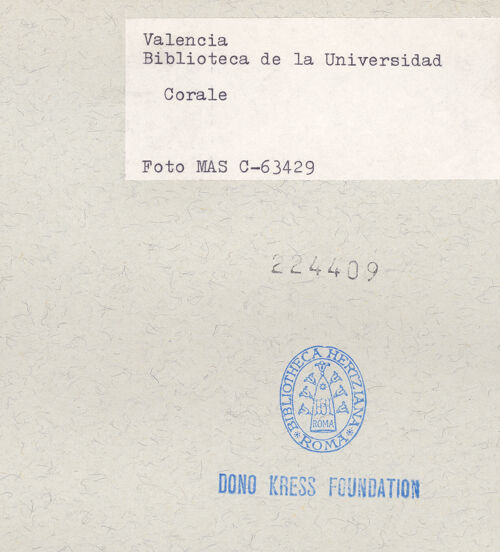 Valencia
Biblioteca de la Universidad
Corale
Foto MAS C-63429
224409
BIBLIOTHECA HERTZIANA
ROMA
ROMA
DONO KRESS FOUNDATION